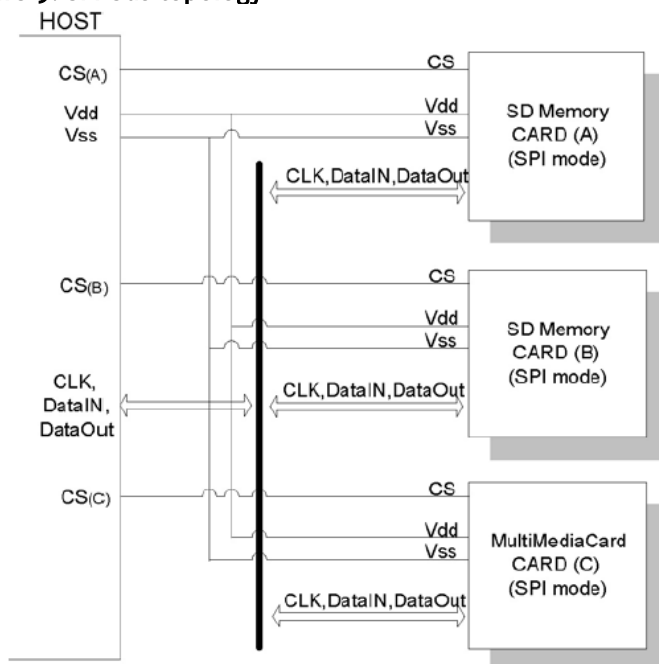 HOST
CS(A)
Vdd
Vss
CS
Vdd
Vss
SD Memory
CARD (A)
(SPI mode)
CLK,DataIN,DataOut
CS(B)
CS
Vdd
Vss
SD Memory
CARD (B)
(SPI mode)
CLK,
DataIN,
DataOut
CLK,DataIN,DataOut
CS(C)
CS
Vdd
Vss
MultiMediaCard
CARD (C)
(SPI mode)
CLK,DataIN,DataOut